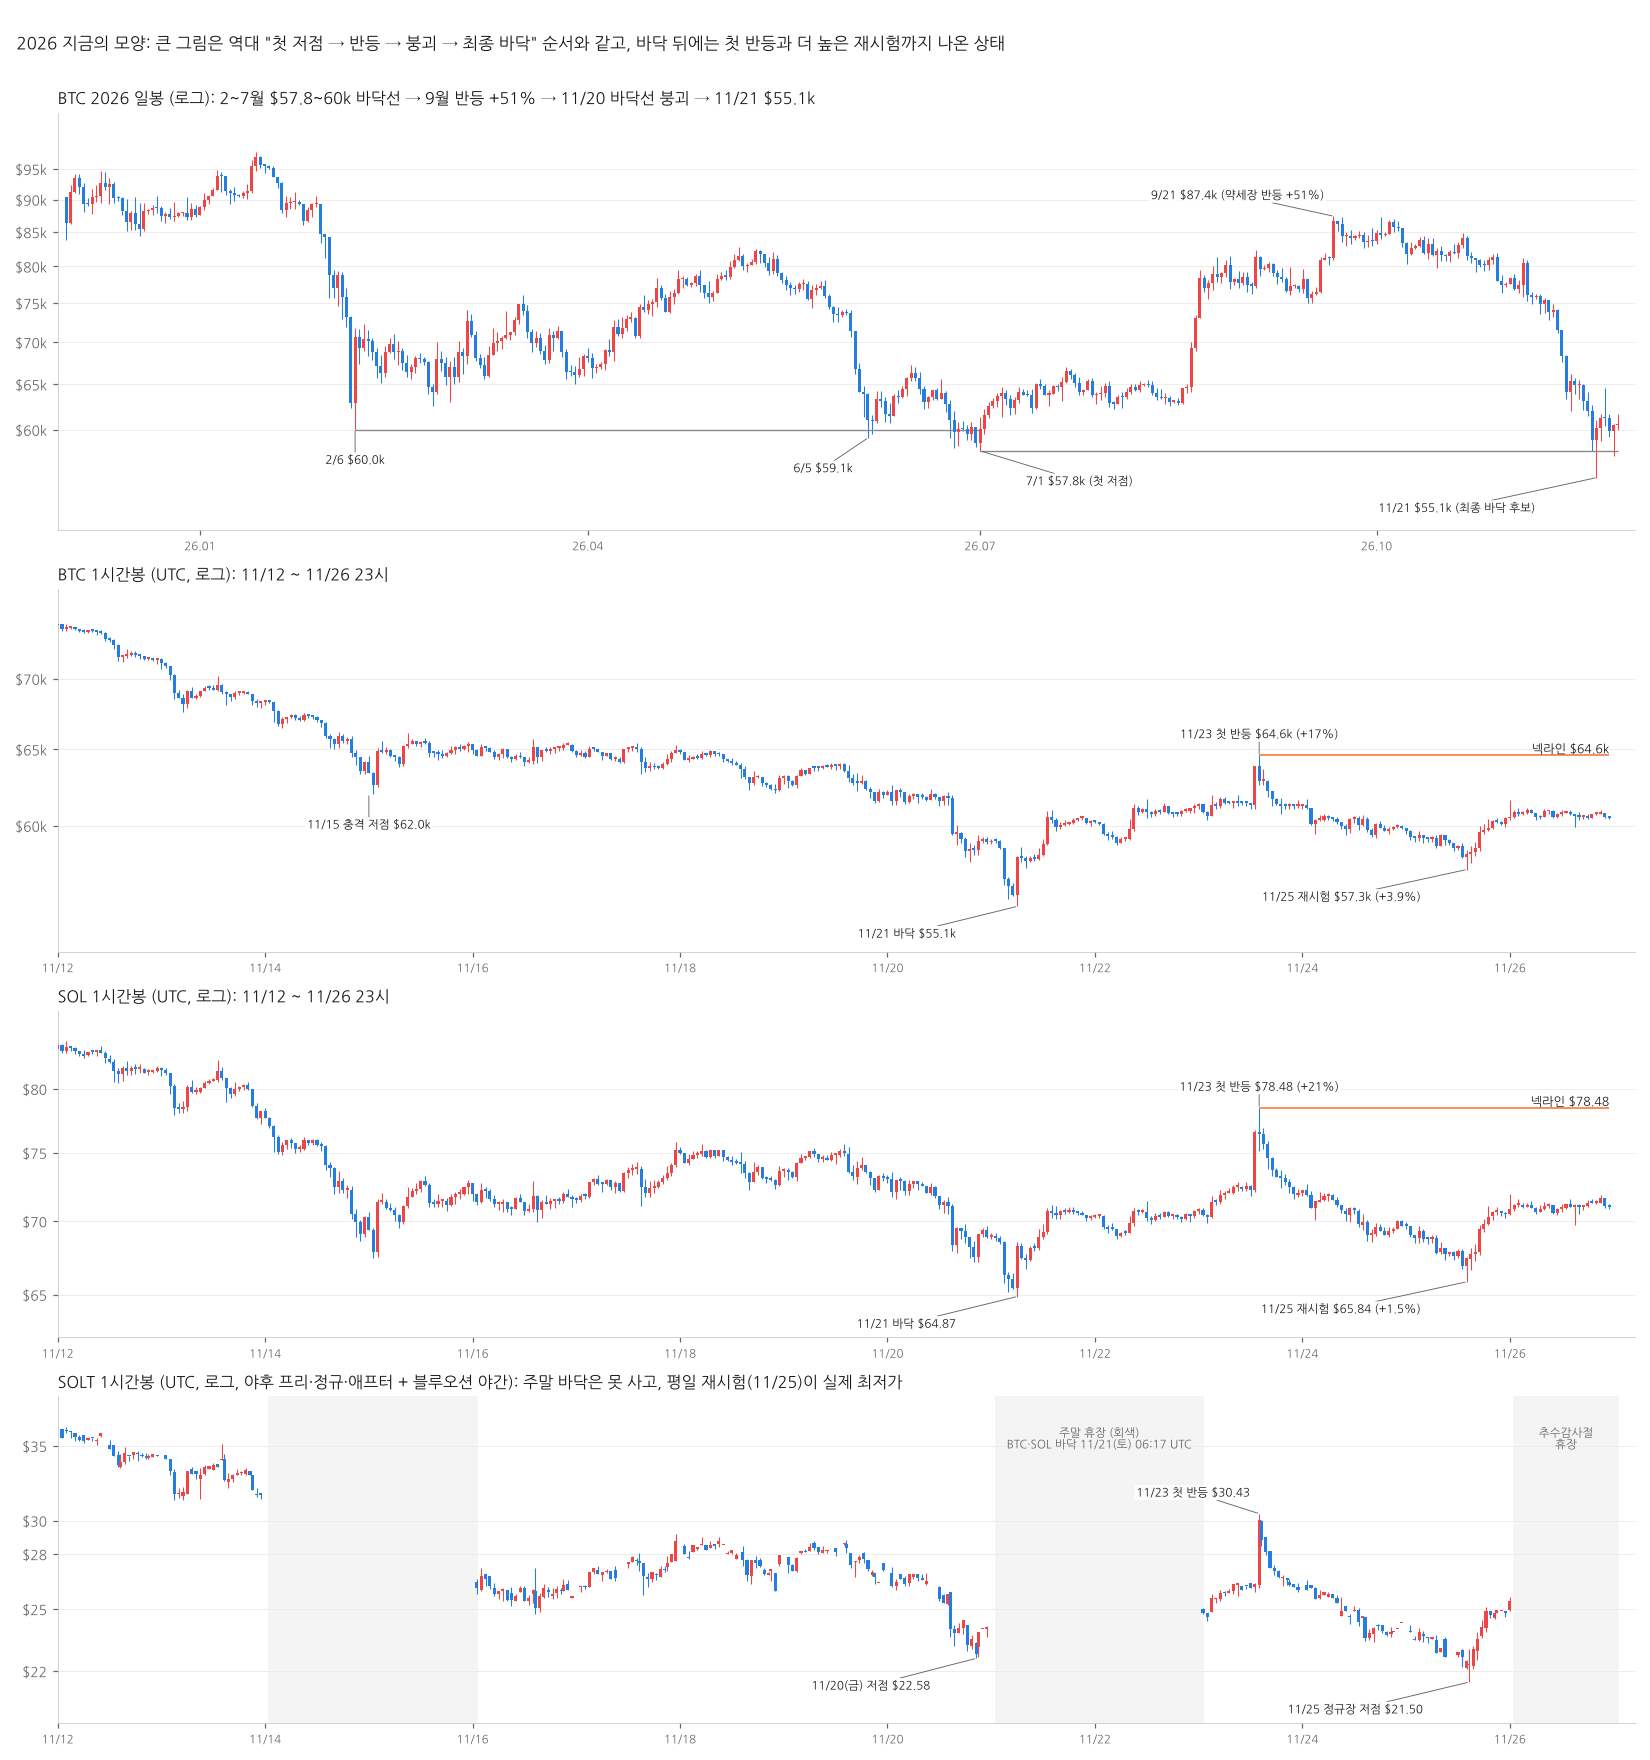 2026 지금의 모양: 큰 그림은 역대 "첫 저점 → 반등 → 붕괴 → 최종 바닥" 순서와 같고, 바닥 뒤에는 첫 반등과 더 높은 재시험까지 나온 상태
BTC 2026 일봉 (로그): 2~7월 $57.8~60k 바닥선 → 9월 반등 +51% → 11/20 바닥선 붕괴 → 11/21 $55.1k
$95k
$90k
$85k
$80k
$75k
$70k
$65k
$60k
9/21 $87.4k (약세장 반등 +51%)
2/6 $60.0k
6/5 $59.1k
7/1 $57.8k (첫 저점)
11/21 $55.1k (최종 바닥 후보)
26.01
26.04
26.07
26.10
BTC 1시간봉 (UTC, 로그): 11/12 ~ 11/26 23시
$70k
$65k
$60k
11/23 첫 반등 $64.6k (+17%)
넥라인 $64.6k
11/15 충격 저점 $62.0k
11/25 재시험 $57.3k (+3.9%)
11/21 바닥 $55.1k
11/12
11/14
11/16
11/18
11/20
11/22
11/24
11/26
SOL 1시간봉 (UTC, 로그): 11/12 ~ 11/26 23시
$80
$75
$70
$65
11/23 첫 반등 $78.48 (+21%)
넥라인 $78.48
11/25 재시험 $65.84 (+1.5%)
11/21 바닥 $64.87
11/12
11/14
11/16
11/18
11/20
11/22
11/24
11/26
SOLT 1시간봉 (UTC, 로그, 야후 프리·정규·애프터 + 블루오션 야간): 주말 바닥은 못 사고, 평일 재시험(11/25)이 실제 최저가
$35
$30
$28
$25
$22
주말 휴장 (회색)
BTC·SOL 바닥 11/21(토) 06:17 UTC
추수감사절
휴장
11/23 첫 반등 $30.43
11/20(금) 저점 $22.58
11/25 정규장 저점 $21.50
11/12
11/14
11/16
11/18
11/20
11/22
11/24
11/26